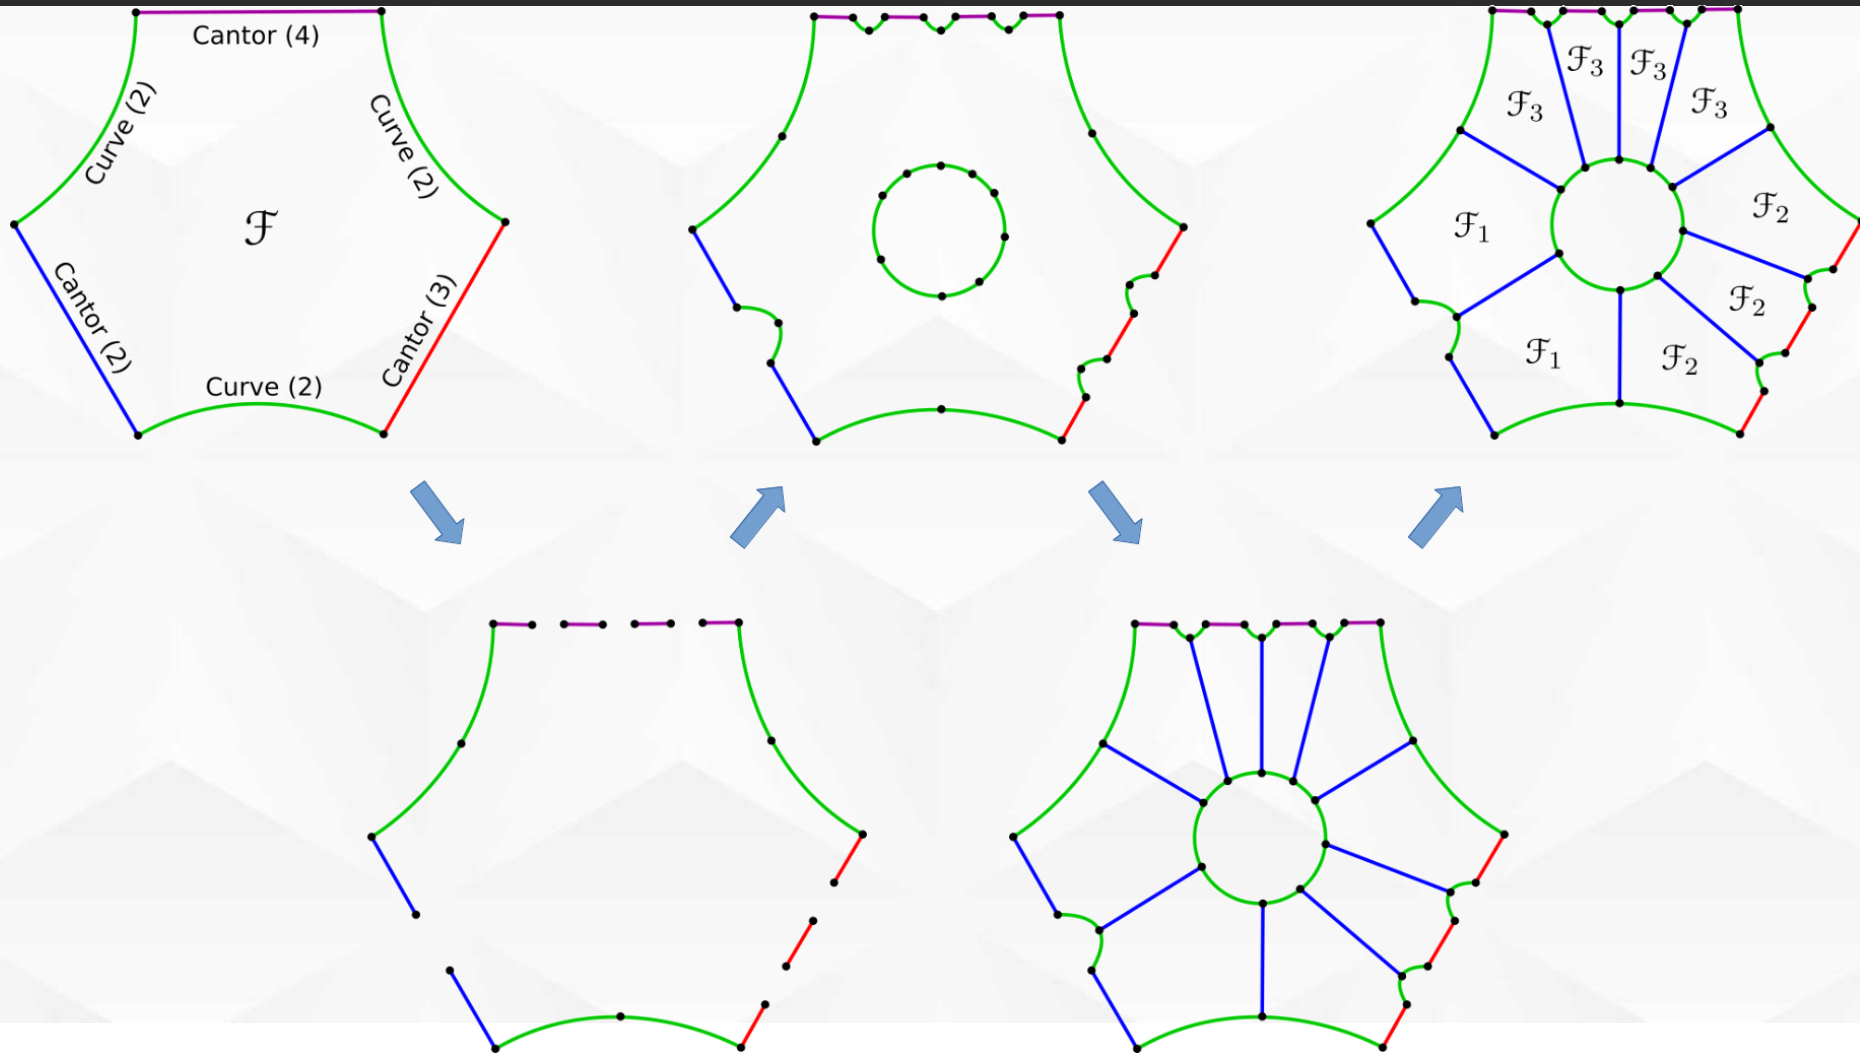 Cantor (4)
Curve (2)
Curve (2)
ℱ
Cantor (2)
Cantor (3)
Curve (2)
ℱ₃
ℱ₃
ℱ₃
ℱ₃
ℱ₁
ℱ₂
ℱ₂
ℱ₁
ℱ₂